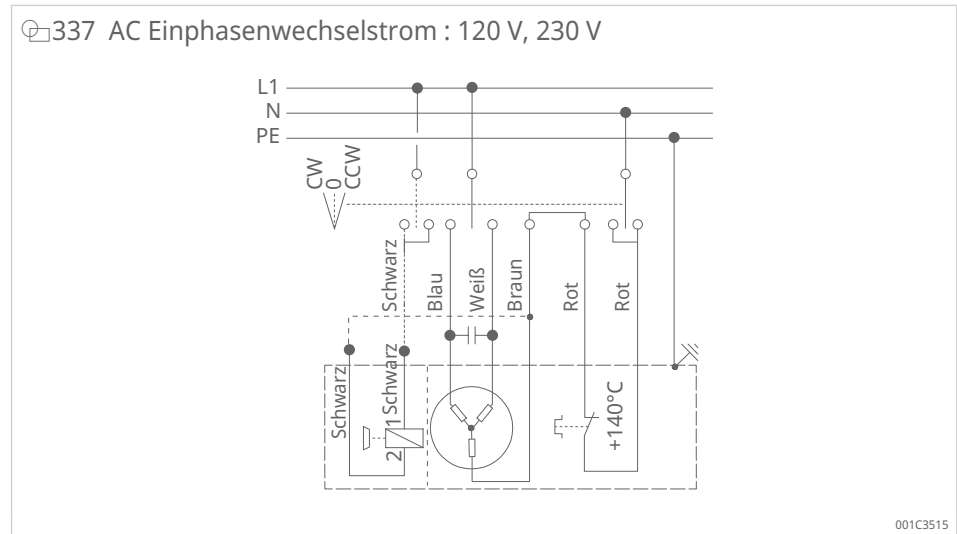 337 AC Einphasenwechselstrom : 120 V, 230 V
L1
N
PE
CW
0
CCW
Schwarz
Blau
Weiß
Braun
Rot
Rot
Schwarz
1
Schwarz
2
+140°C
001C3515